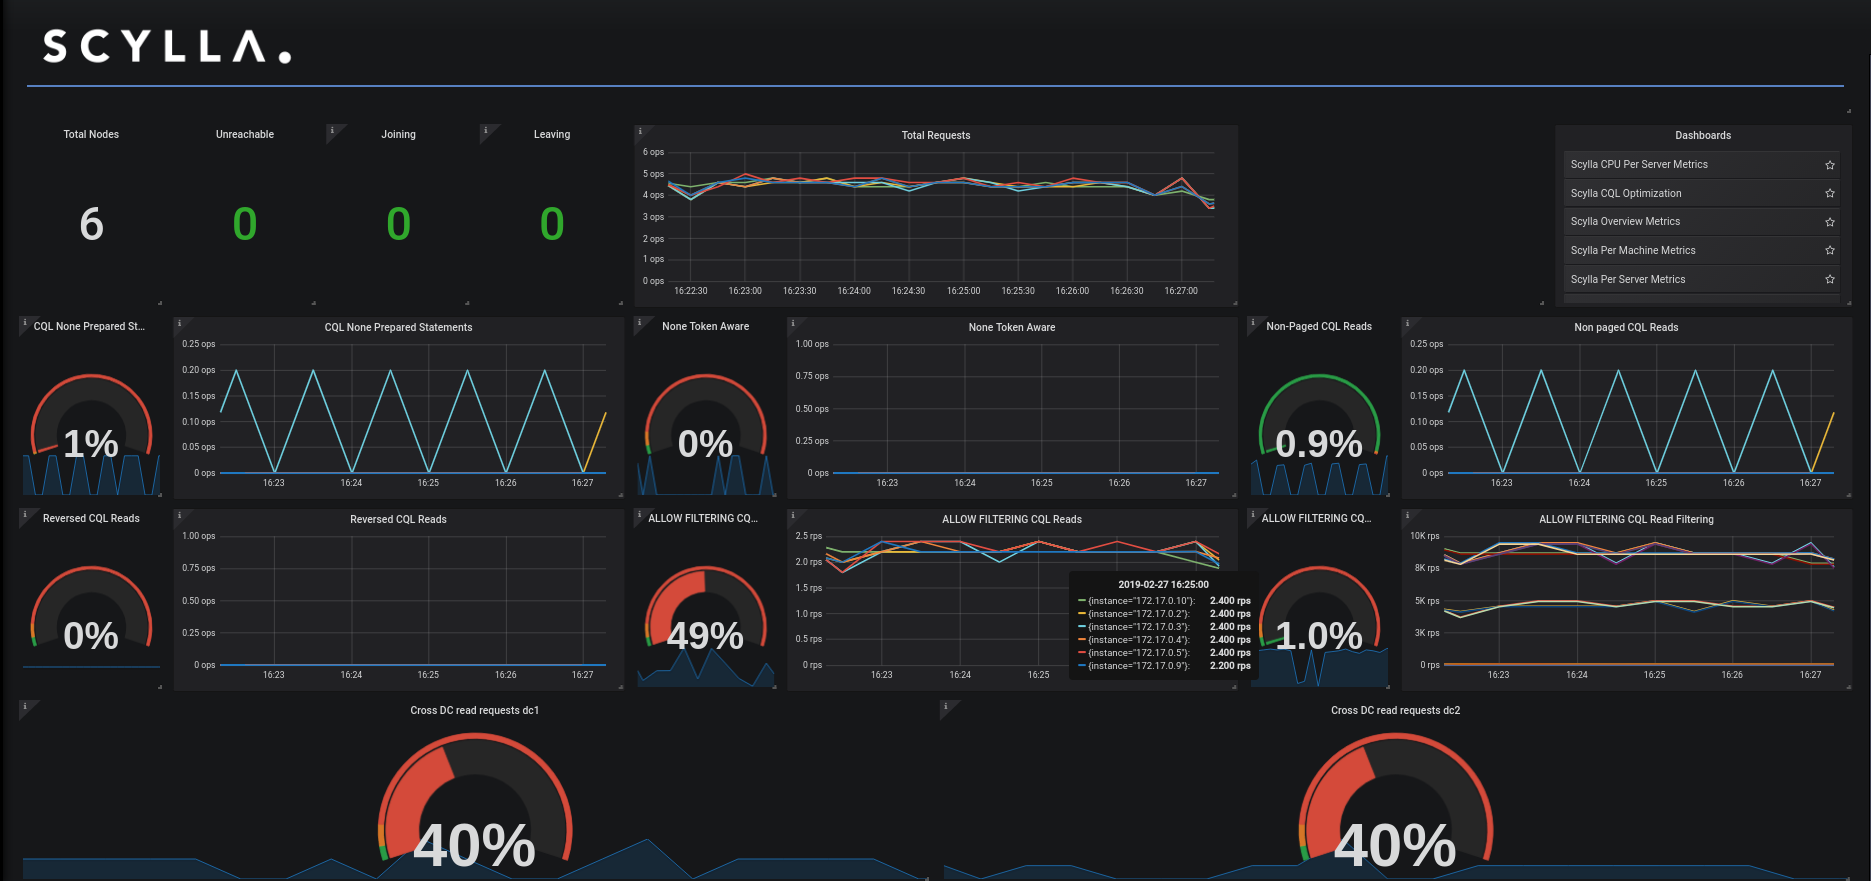 SCYLLA.
Total Nodes
Unreachable
Joining
Leaving
6
0
0
0
Total Requests
6 ops
5 ops
4 ops
3 ops
2 ops
1 ops
0 ops
16:22:30 16:23:00 16:23:30 16:24:00 16:24:30 16:25:00 16:25:30 16:26:00 16:26:30 16:27:00
Dashboards
Scylla CPU Per Server Metrics
Scylla CQL Optimization
Scylla Overview Metrics
Scylla Per Machine Metrics
Scylla Per Server Metrics
CQL None Prepared St...
1%
CQL None Prepared Statements
0.25 ops
0.20 ops
0.15 ops
0.10 ops
0.05 ops
0 ops
16:23 16:24 16:25 16:26 16:27
None Token Aware
0%
None Token Aware
1.00 ops
0.75 ops
0.50 ops
0.25 ops
0 ops
16:23 16:24 16:25 16:26 16:27
Non-Paged CQL Reads
0.9%
Non paged CQL Reads
0.25 ops
0.20 ops
0.15 ops
0.10 ops
0.05 ops
0 ops
16:23 16:24 16:25 16:26 16:27
Reversed CQL Reads
0%
Reversed CQL Reads
1.00 ops
0.75 ops
0.50 ops
0.25 ops
0 ops
16:23 16:24 16:25 16:26 16:27
ALLOW FILTERING CQ...
49%
ALLOW FILTERING CQL Reads
2.5 rps
2.0 rps
1.5 rps
1.0 rps
0.5 rps
0 rps
16:23 16:24 16:25
2019-02-27 16:25:00
{instance="172.17.0.10"}: 2.400 rps
{instance="172.17.0.2"}: 2.400 rps
{instance="172.17.0.3"}: 2.400 rps
{instance="172.17.0.4"}: 2.400 rps
{instance="172.17.0.5"}: 2.400 rps
{instance="172.17.0.9"}: 2.200 rps
ALLOW FILTERING CQ...
1.0%
ALLOW FILTERING CQL Read Filtering
10K rps
8K rps
5K rps
3K rps
0 rps
16:23 16:24 16:25 16:26 16:27
Cross DC read requests dc1
40%
Cross DC read requests dc2
40%